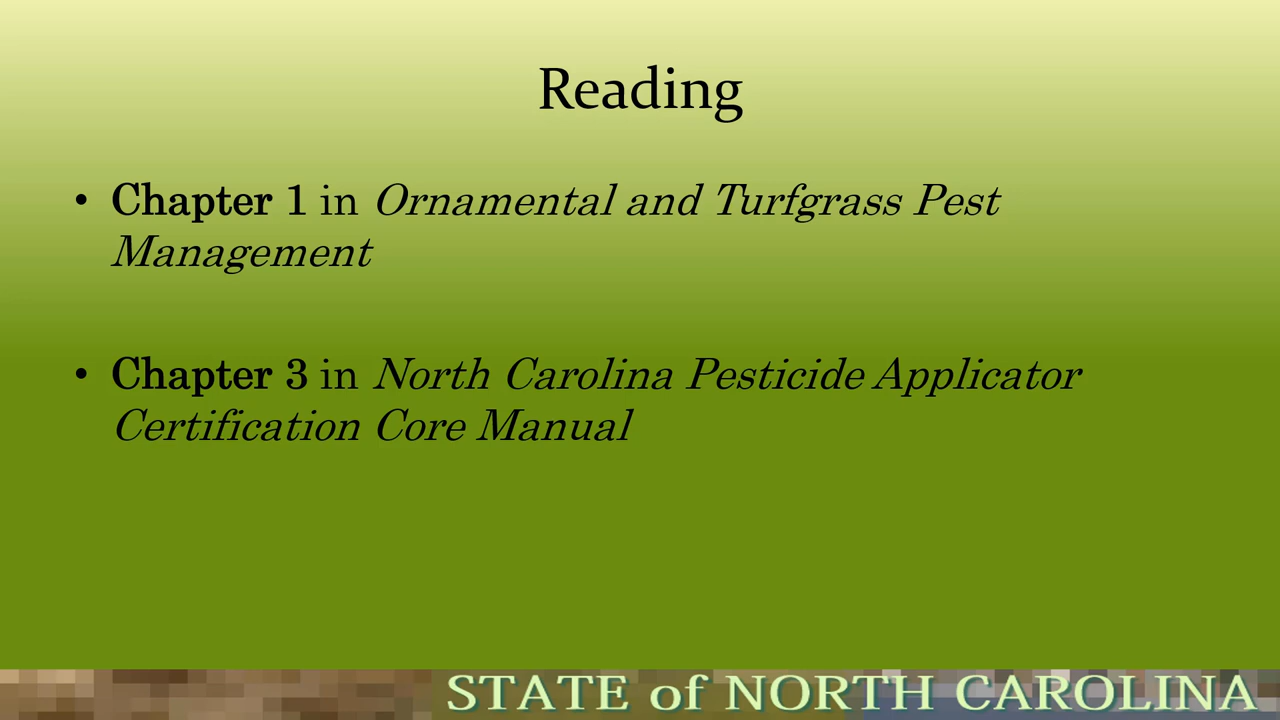 Reading
• Chapter 1 in Ornamental and Turfgrass Pest
Management
• Chapter 3 in North Carolina Pesticide Applicator
Certification Core Manual
STATE of NORTH CAROLINA